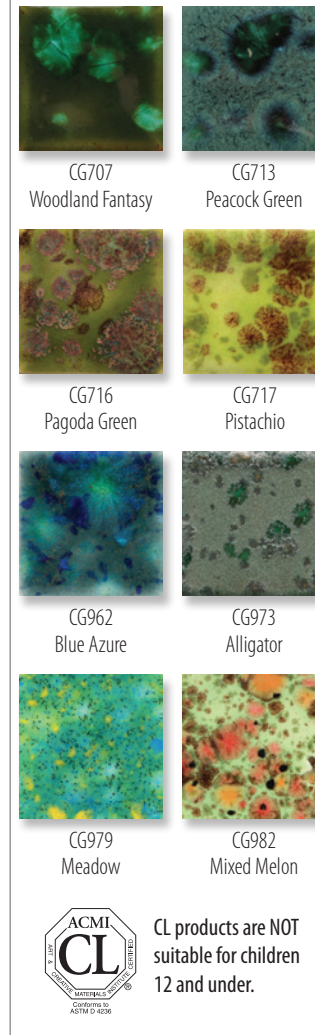 CG707
Woodland Fantasy
CG713
Peacock Green
CG716
Pagoda Green
CG717
Pistachio
CG962
Blue Azure
CG973
Alligator
CG979
Meadow
CG982
Mixed Melon
ACMI
CL
ART & CREATIVE MATERIALS INSTITUTE CERTIFIED
®
Conforms to
ASTM D 4236
CL products are NOT
suitable for children
12 and under.